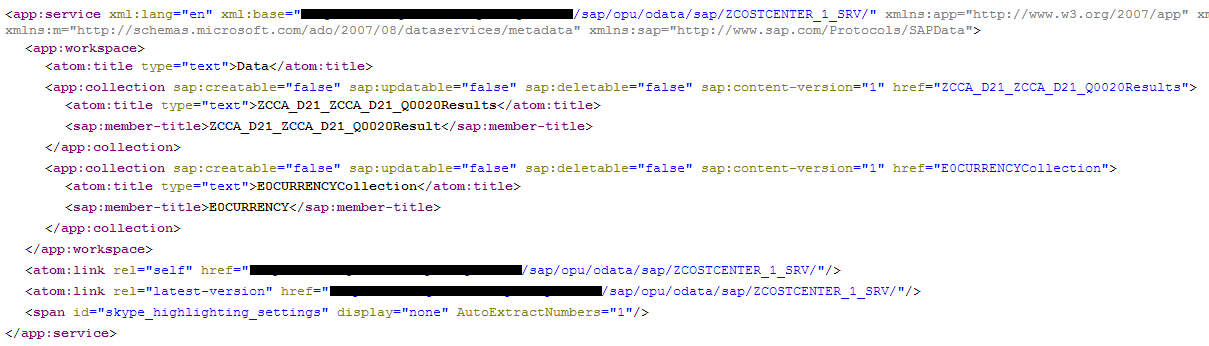 <app:service xml:lang="en" xml:base="/sap/opu/odata/sap/ZCOSTCENTER_1_SRV/" xmlns:app="http://www.w3.org/2007/app"
xmlns:m="http://schemas.microsoft.com/ado/2007/08/dataservices/metadata" xmlns:sap="http://www.sap.com/Protocols/SAPData">
<app:workspace>
<atom:title type="text">Data</atom:title>
<app:collection sap:creatable="false" sap:updatable="false" sap:deletable="false" sap:content-version="1" href="ZCCA_D21_ZCCA_D21_Q0020Results">
<atom:title type="text">ZCCA_D21_ZCCA_D21_Q0020Results</atom:title>
<sap:member-title>ZCCA_D21_ZCCA_D21_Q0020Result</sap:member-title>
</app:collection>
<app:collection sap:creatable="false" sap:updatable="false" sap:deletable="false" sap:content-version="1" href="E0CURRENCYCollection">
<atom:title type="text">E0CURRENCYCollection</atom:title>
<sap:member-title>E0CURRENCY</sap:member-title>
</app:collection>
</app:workspace>
<atom:link rel="self" href="/sap/opu/odata/sap/ZCOSTCENTER_1_SRV/"/>
<atom:link rel="latest-version" href="/sap/opu/odata/sap/ZCOSTCENTER_1_SRV/"/>
<span id="skype_highlighting_settings" display="none" AutoExtractNumbers="1"/>
</app:service>